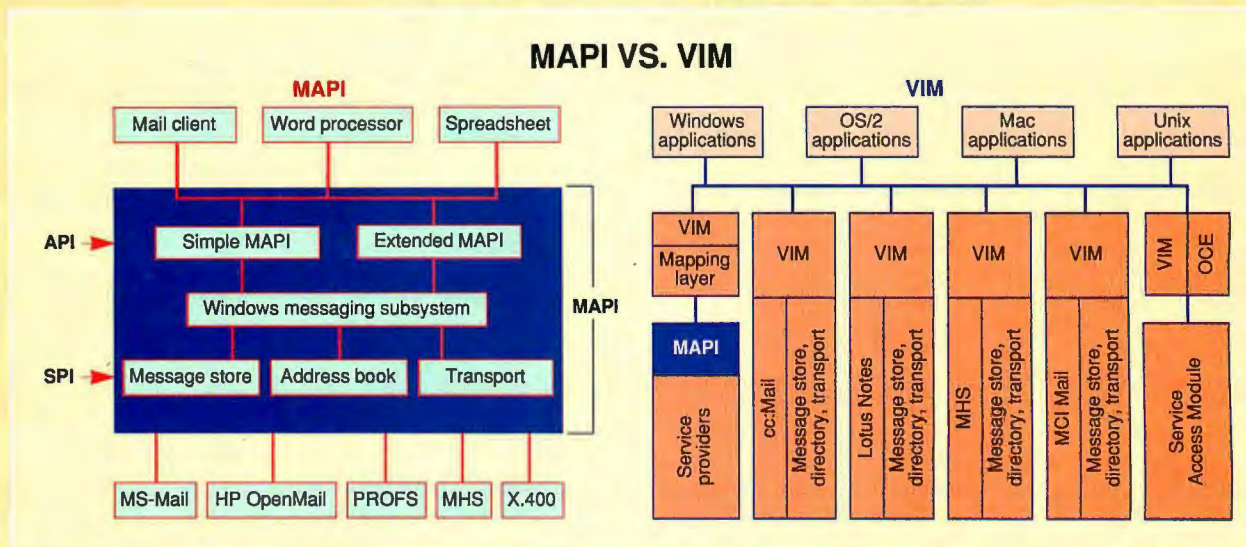 MAPI VS. VIM
MAPI
Mail client
Word processor
Spreadsheet
API
Simple MAPI
Extended MAPI
Windows messaging subsystem
MAPI
SPI
Message store
Address book
Transport
MS-Mail
HP OpenMail
PROFS
MHS
X.400
VIM
Windows
applications
OS/2
applications
Mac
applications
Unix
applications
VIM
Mapping
layer
MAPI
Service
providers
VIM
cc:Mail
Message store,
directory, transport
VIM
Lotus Notes
Message store,
directory, transport
VIM
MHS
Message store,
directory, transport
VIM
MCI Mail
Message store,
directory, transport
VIM
OCE
Service
Access Module